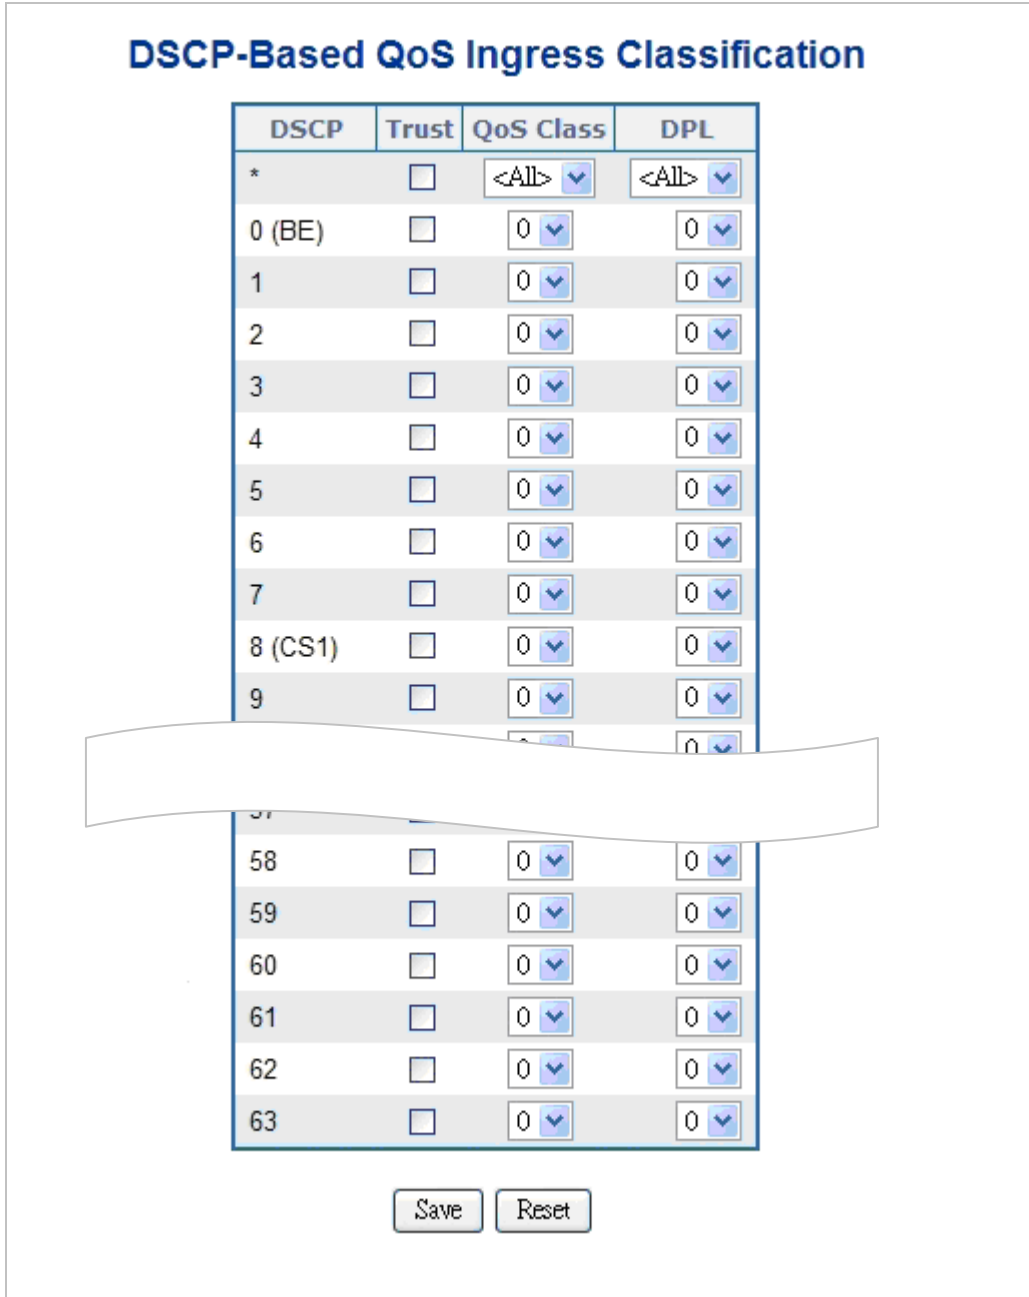 DSCP-Based QoS Ingress Classification
DSCP Trust QoS Class DPL
* <All> <All>
0 (BE) 0 0
1 0 0
2 0 0
3 0 0
4 0 0
5 0 0
6 0 0
7 0 0
8 (CS1) 0 0
9 0 0
0 0
57
58 0 0
59 0 0
60 0 0
61 0 0
62 0 0
63 0 0
Save Reset